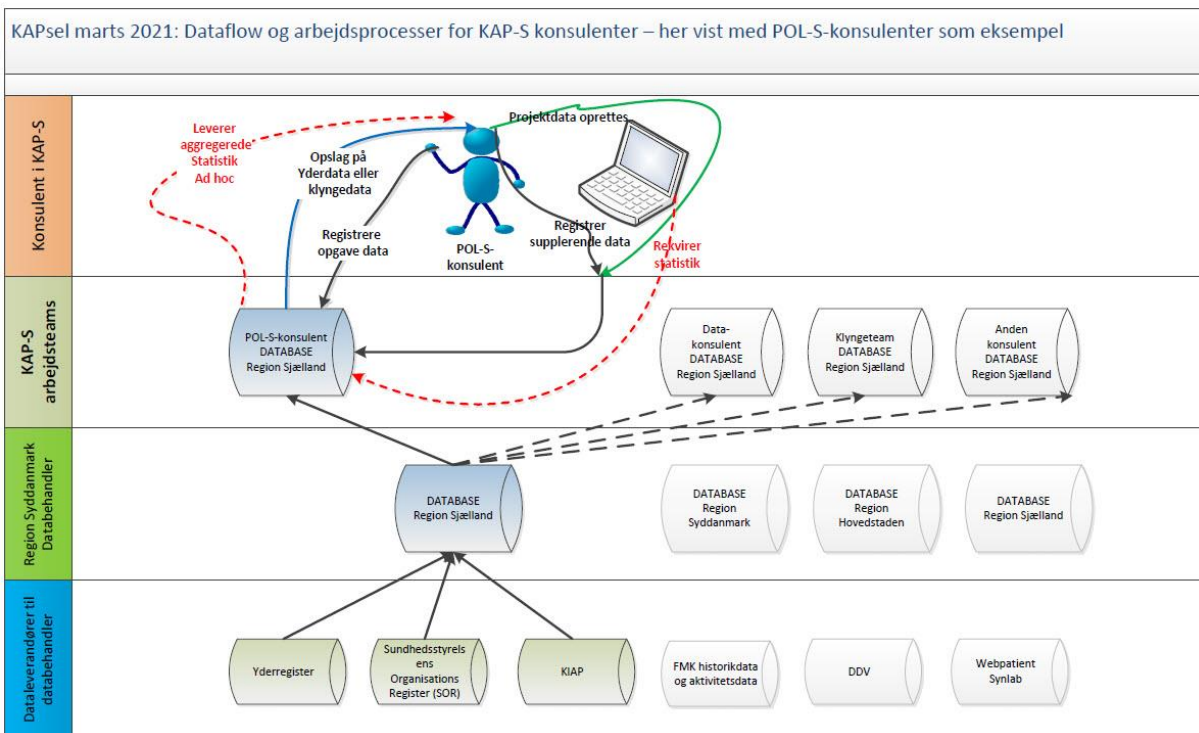 KAPsel marts 2021: Dataflow og arbejdsprocesser for KAP-S konsulenter – her vist med POL-S-konsulenter som eksempel
Konsulent i KAP-S
Leverer
aggregerede
Statistik
Ad hoc
Opslag på
Yderdata eller
klyngedata
Registrere
opgave data
POL-S-
konsulent
Projektdata oprettes
Registrer
supplerende data
Rekvirer
statistik
KAP-S
arbejdsteams
POL-S-konsulent
DATABASE
Region Sjælland
Data-
konsulent
DATABASE
Region Sjælland
Klyngeteam
DATABASE
Region Sjælland
Anden
konsulent
DATABASE
Region Sjælland
Region Syddanmark
Databehandler
DATABASE
Region Sjælland
DATABASE
Region
Syddanmark
DATABASE
Region
Hovedstaden
DATABASE
Region Sjælland
Dataleverandører til
databehandler
Yderregister
Sundhedsstyrels
ens
Organisations
Register (SOR)
KIAP
FMK historikdata
og aktivitetsdata
DDV
Webpatient
Synlab